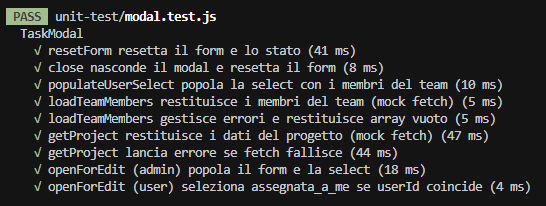 PASS unit-test/modal.test.js
TaskModal
√ resetForm resetta il form e lo stato (41 ms)
√ close nasconde il modal e resetta il form (8 ms)
√ populateUserSelect popola la select con i membri del team (10 ms)
√ loadTeamMembers restituisce i membri del team (mock fetch) (5 ms)
√ loadTeamMembers gestisce errori e restituisce array vuoto (5 ms)
√ getProject restituisce i dati del progetto (mock fetch) (47 ms)
√ getProject lancia errore se fetch fallisce (44 ms)
√ openForEdit (admin) popola il form e la select (18 ms)
√ openForEdit (user) seleziona assegnata_a_me se userId coincide (4 ms)